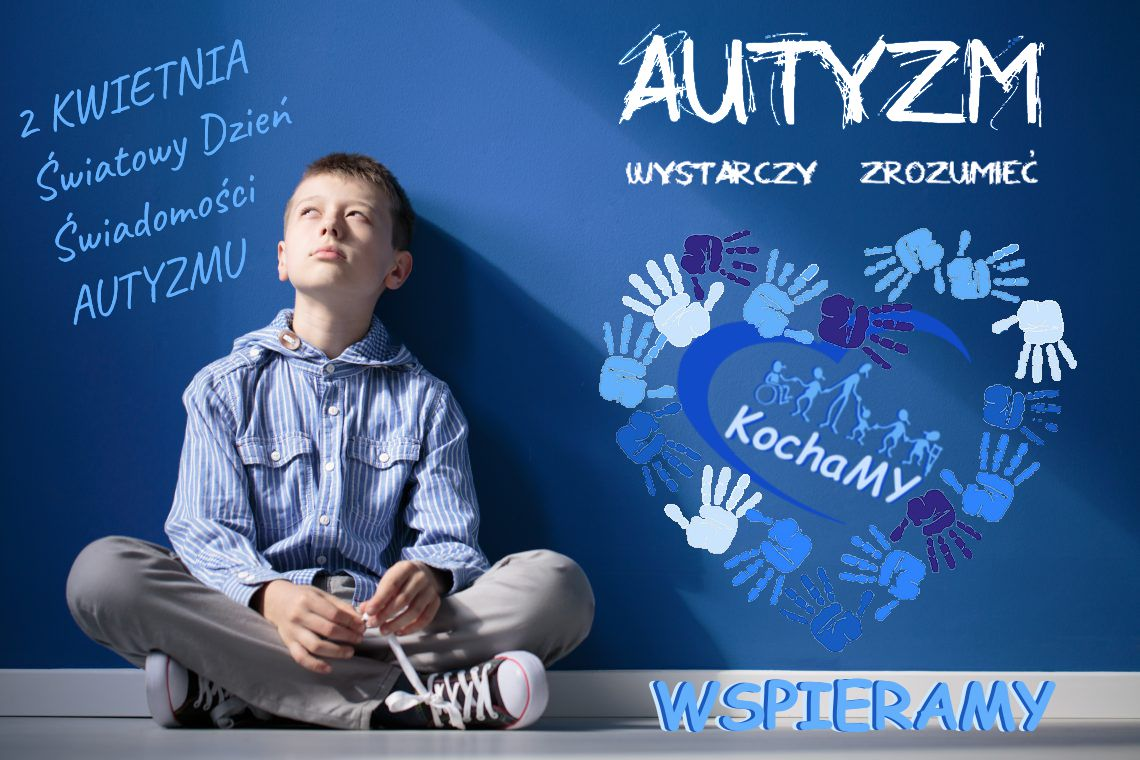 2 KWIETNIA
Światowy Dzień
Świadomości
AUTYZMU
AUTYZM
WYSTARCZY ZROZUMIEĆ
KochaMY
WSPIERAMY